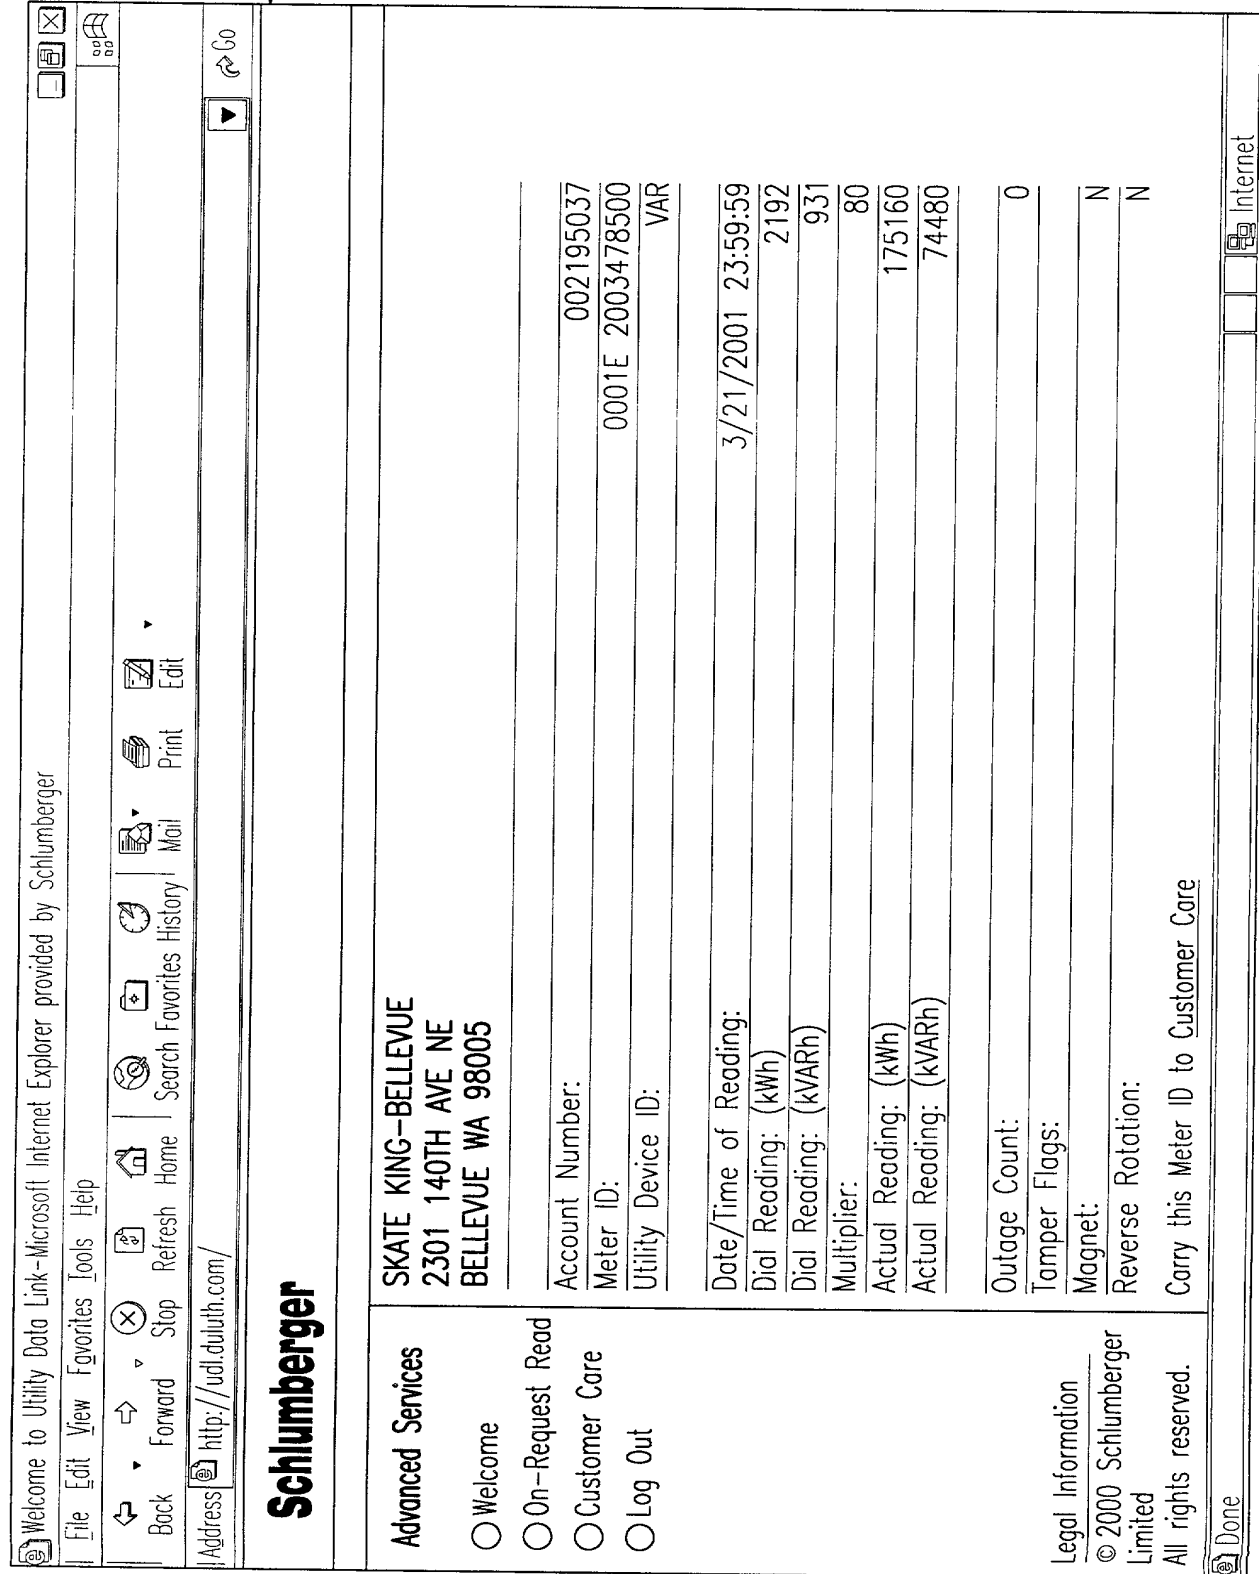 Welcome to Utility Data Link-Microsoft Internet Explorer provided by Schlumberger
File Edit View Favorites Tools Help
Back Forward Stop Refresh Home Search Favorites History Mail Print Edit
Address http://udl.duluth.com/ Go
Schlumberger
Advanced Services
Welcome
On-Request Read
Customer Care
Log Out
Legal Information
© 2000 Schlumberger
Limited
All rights reserved.
SKATE KING-BELLEVUE
2301 140TH AVE NE
BELLEVUE WA 98005
Account Number: 002195037
Meter ID: 0001E 2003478500
Utility Device ID: VAR
Date/Time of Reading: 3/21/2001 23:59:59
Dial Reading: (kWh) 2192
Dial Reading: (kVARh) 931
Multiplier: 80
Actual Reading: (kWh) 175160
Actual Reading: (kVARh) 74480
Outage Count: 0
Tamper Flags:
Magnet: N
Reverse Rotation: N
Carry this Meter ID to Customer Care
Done Internet